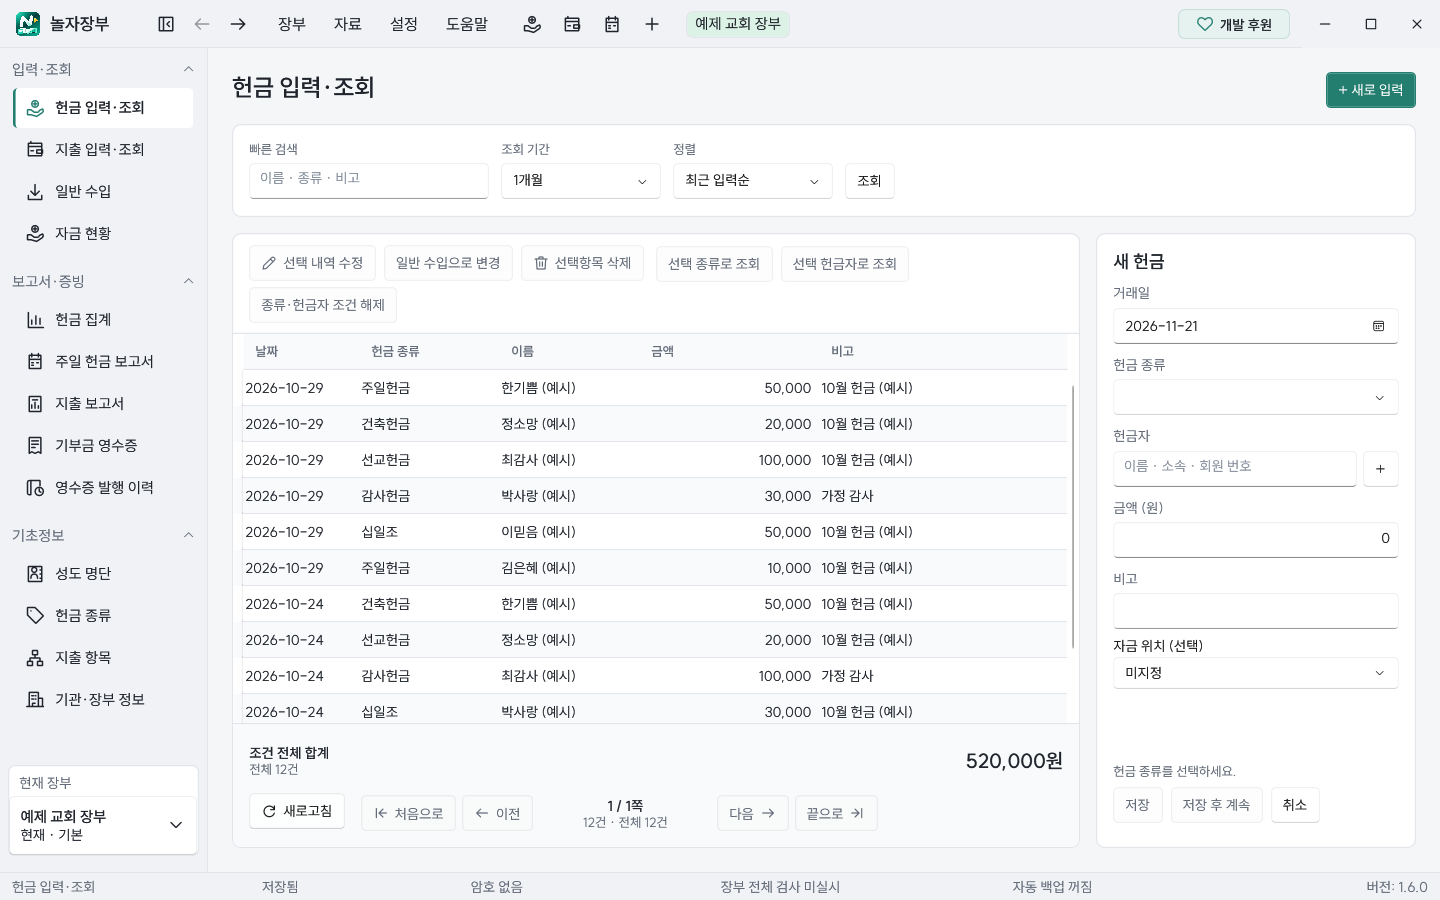 놀자장부
장부 자료 설정 도움말
예제 교회 장부
개발 후원
입력·조회
헌금 입력·조회
지출 입력·조회
일반 수입
자금 현황
보고서·증빙
헌금 집계
주일 헌금 보고서
지출 보고서
기부금 영수증
영수증 발행 이력
기초정보
성도 명단
헌금 종류
지출 항목
기관·장부 정보
현재 장부
예제 교회 장부
현재 · 기본
헌금 입력·조회
+ 새로 입력
빠른 검색 조회 기간 정렬
이름 · 종류 · 비고 1개월 최근 입력순 조회
선택 내역 수정 일반 수입으로 변경 선택항목 삭제 선택 종류로 조회 선택 헌금자로 조회
종류·헌금자 조건 해제
날짜 헌금 종류 이름 금액 비고
2026-10-29 주일헌금 한기쁨 (예시) 50,000 10월 헌금 (예시)
2026-10-29 건축헌금 정소망 (예시) 20,000 10월 헌금 (예시)
2026-10-29 선교헌금 최감사 (예시) 100,000 10월 헌금 (예시)
2026-10-29 감사헌금 박사랑 (예시) 30,000 가정 감사
2026-10-29 십일조 이믿음 (예시) 50,000 10월 헌금 (예시)
2026-10-29 주일헌금 김은혜 (예시) 10,000 10월 헌금 (예시)
2026-10-24 건축헌금 한기쁨 (예시) 50,000 10월 헌금 (예시)
2026-10-24 선교헌금 정소망 (예시) 20,000 10월 헌금 (예시)
2026-10-24 감사헌금 최감사 (예시) 100,000 가정 감사
2026-10-24 십일조 박사랑 (예시) 30,000 10월 헌금 (예시)
조건 전체 합계
전체 12건
520,000원
새로고침 처음으로 이전
1 / 1쪽
12건 · 전체 12건
다음 끝으로
새 헌금
거래일
2026-11-21
헌금 종류
헌금자
이름 · 소속 · 회원 번호 +
금액 (원)
0
비고
자금 위치 (선택)
미지정
헌금 종류를 선택하세요.
저장 저장 후 계속 취소
헌금 입력·조회 저장됨 암호 없음 장부 전체 검사 미실시 자동 백업 꺼짐 버전: 1.6.0